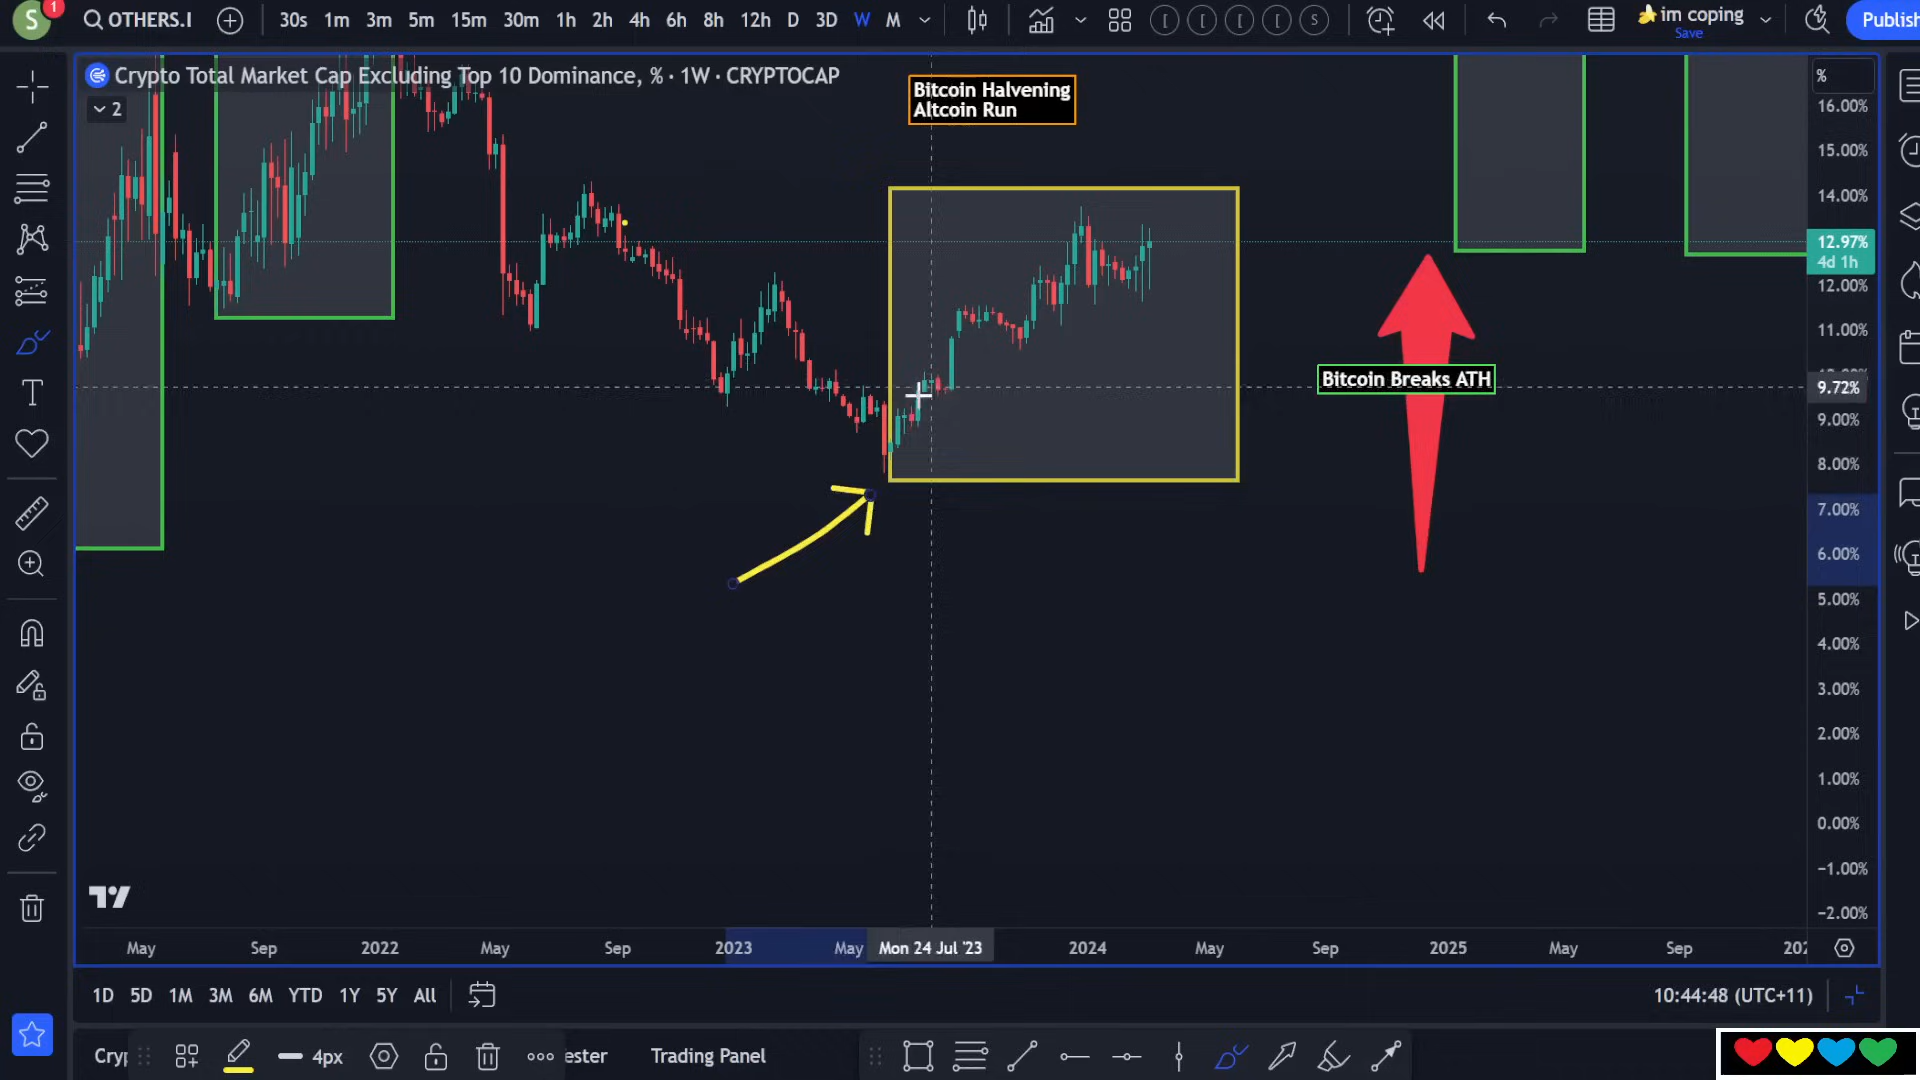 S
1
OTHERS.I
30s 1m 3m 5m 15m 30m 1h 2h 4h 6h 8h 12h D 3D W M
S
im coping
Save
Publish
Crypto Total Market Cap Excluding Top 10 Dominance, % · 1W · CRYPTOCAP
2
Bitcoin Halvening
Altcoin Run
Bitcoin Breaks ATH
%
16.00%
15.00%
14.00%
12.97%
4d 1h
12.00%
11.00%
9.72%
9.00%
8.00%
7.00%
6.00%
5.00%
4.00%
3.00%
2.00%
1.00%
0.00%
-1.00%
-2.00%
May Sep 2022 May Sep 2023 May Mon 24 Jul '23 2024 May Sep 2025 May Sep 202
1D 5D 1M 3M 6M YTD 1Y 5Y All
10:44:48 (UTC+11)
Cryp 4px ester Trading Panel